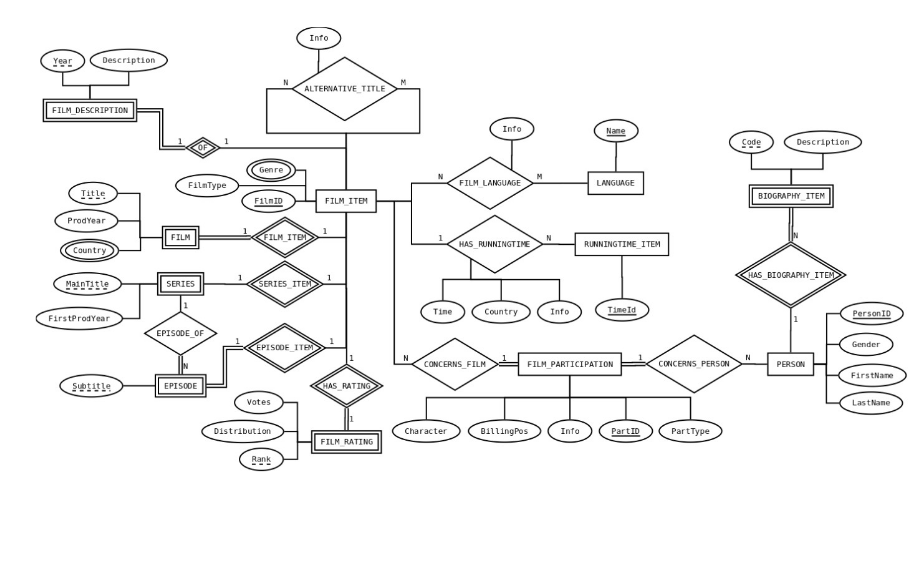 Info
Year
Description
N
ALTERNATIVE_TITLE
M
FILM_DESCRIPTION
1
OF
1
Info
Name
Code
Description
Genre
FilmType
FilmID
FILM_ITEM
N
FILM_LANGUAGE
M
LANGUAGE
BIOGRAPHY_ITEM
Title
ProdYear
Country
FILM
1
FILM_ITEM
1
1
HAS_RUNNINGTIME
N
RUNNINGTIME_ITEM
N
HAS_BIOGRAPHY_ITEM
1
MainTitle
FirstProdYear
SERIES
1
SERIES_ITEM
1
Time
Country
Info
TimeId
1
EPISODE_OF
N
EPISODE_ITEM
1
1
Subtitle
EPISODE
1
HAS_RATING
1
N
CONCERNS_FILM
1
FILM_PARTICIPATION
1
CONCERNS_PERSON
N
PERSON
PersonID
Gender
FirstName
LastName
Votes
Distribution
Rank
FILM_RATING
Character
BillingPos
Info
PartID
PartType